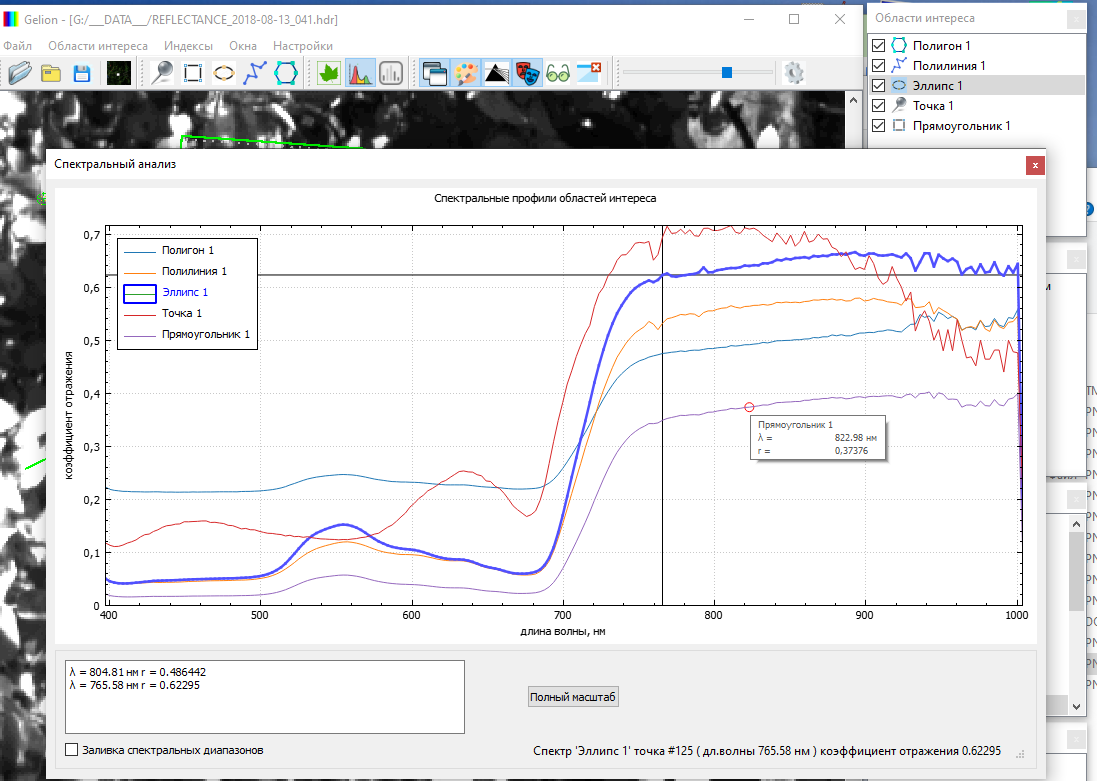 Gelion - [G:/___DATA___/REFLECTANCE_2018-08-13_041.hdr]
Файл Области интереса Индексы Окна Настройки
Области интереса
Полигон 1
Полилиния 1
Эллипс 1
Точка 1
Прямоугольник 1
Спектральный анализ
Спектральные профили областей интереса
коэффициент отражения
0,7
0,6
0,5
0,4
0,3
0,2
0,1
0
Полигон 1
Полилиния 1
Эллипс 1
Точка 1
Прямоугольник 1
Прямоугольник 1
λ = 822.98 нм
r = 0,37376
400 500 600 700 800 900 1000
длина волны, нм
λ = 804.81 нм r = 0.486442
λ = 765.58 нм r = 0.62295
Полный масштаб
Заливка спектральных диапазонов
Спектр 'Эллипс 1' точка #125 ( дл.волны 765.58 нм ) коэффициент отражения 0.62295